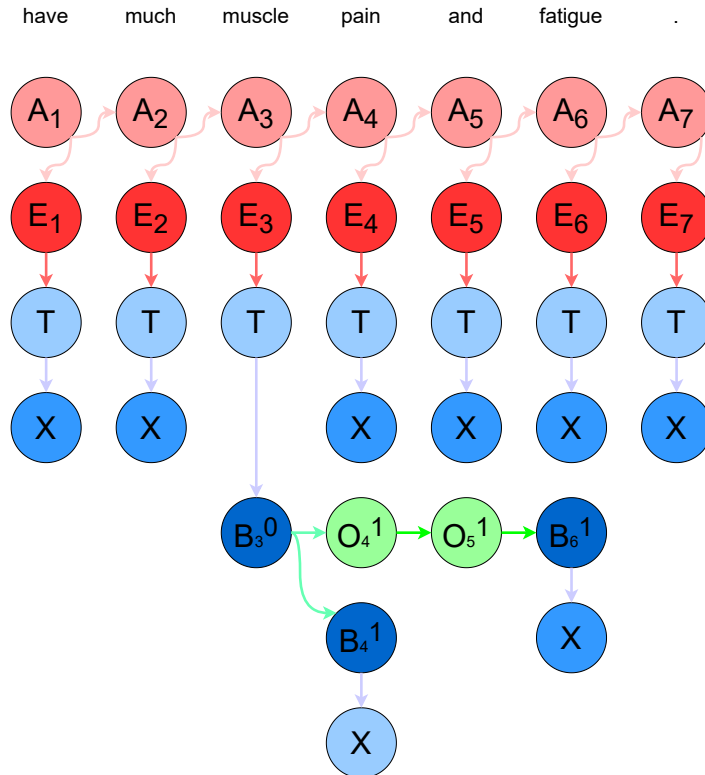 have much muscle pain and fatigue .
A₁ A₂ A₃ A₄ A₅ A₆ A₇
E₁ E₂ E₃ E₄ E₅ E₆ E₇
T T T T T T T
X X X X X X
B₃⁰ O₄¹ O₅¹ B₆¹
B₄¹ X
X